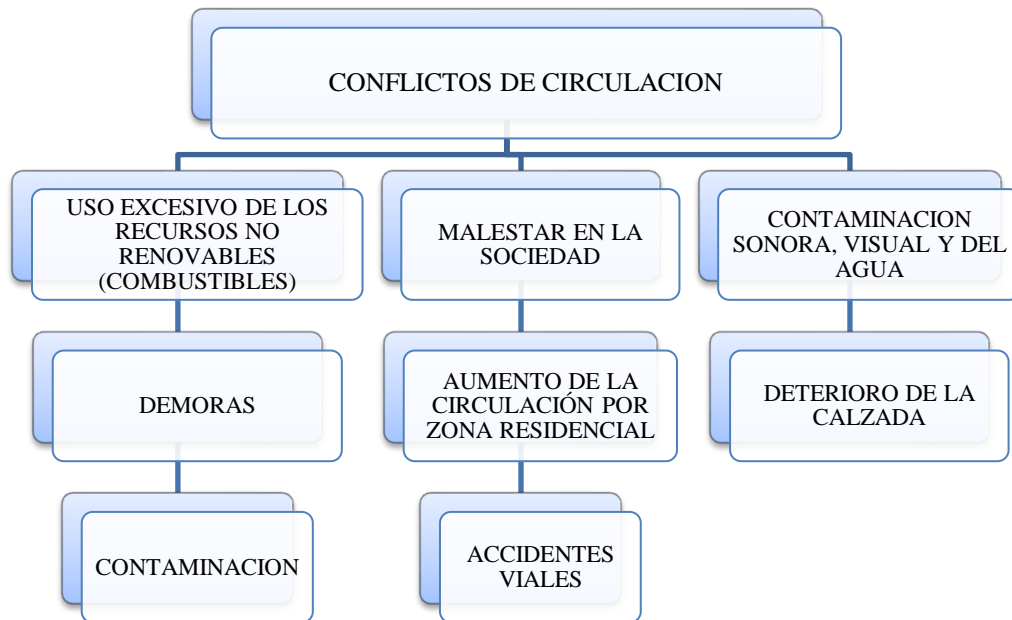 CONFLICTOS DE CIRCULACION
USO EXCESIVO DE LOS
RECURSOS NO
RENOVABLES
(COMBUSTIBLES)
MALESTAR EN LA
SOCIEDAD
CONTAMINACION
SONORA, VISUAL Y DEL
AGUA
DEMORAS
AUMENTO DE LA
CIRCULACIÓN POR
ZONA RESIDENCIAL
DETERIORO DE LA
CALZADA
CONTAMINACION
ACCIDENTES
VIALES